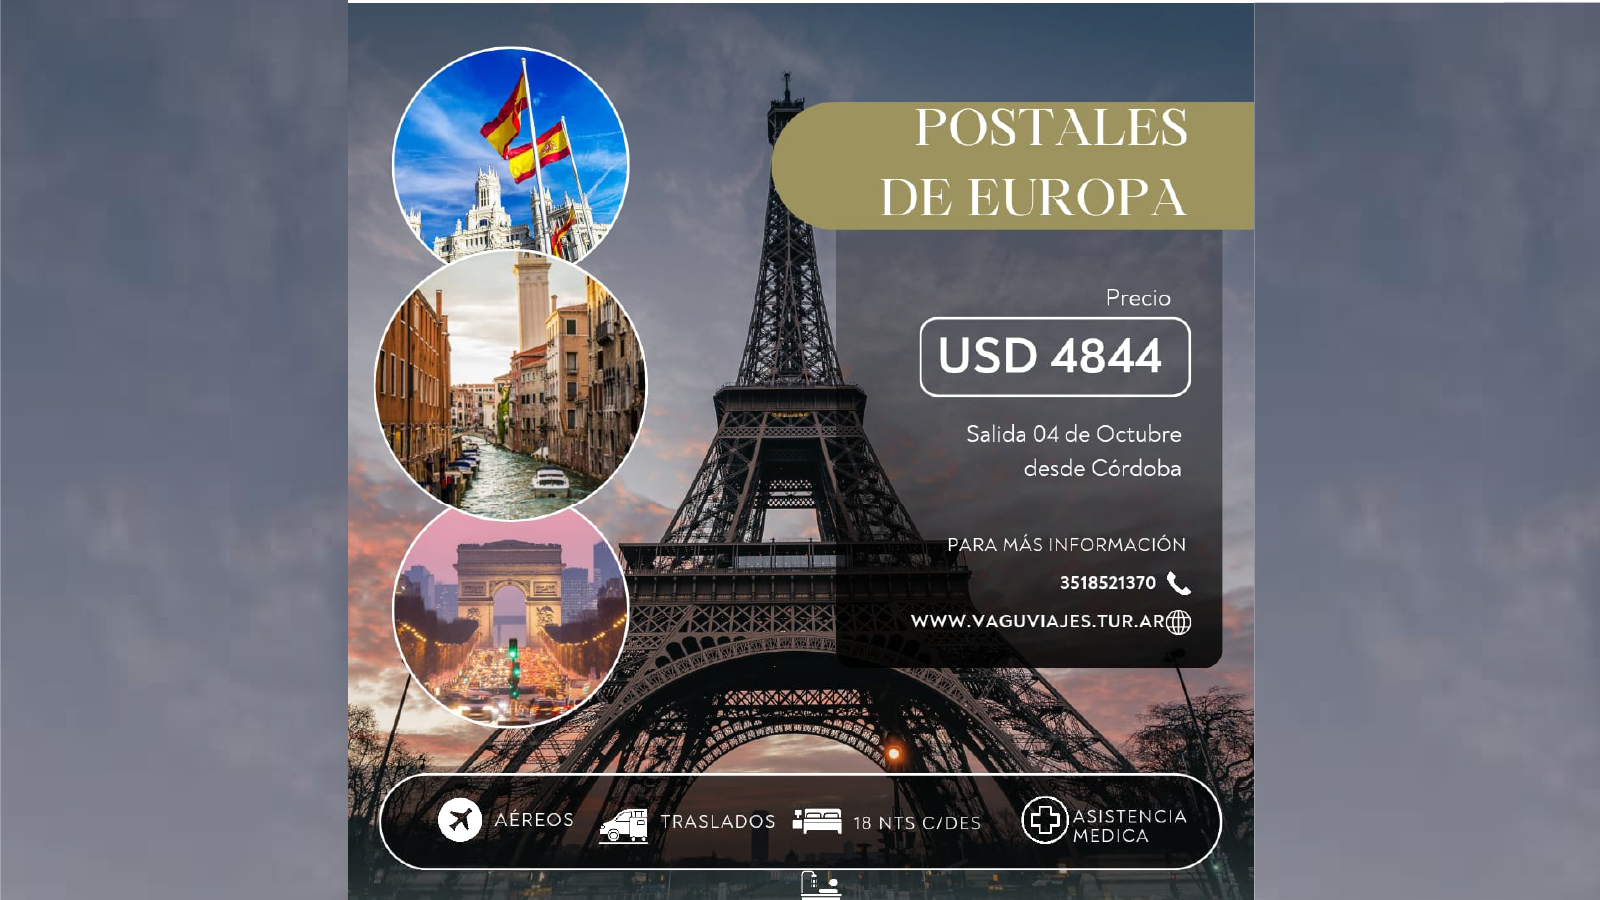 POSTALES
DE EUROPA
Precio
USD 4844
Salida 04 de Octubre
desde Córdoba
PARA MÁS INFORMACIÓN
3518521370
WWW.VAGUVIAJES.TUR.AR
AÉREOS
TRASLADOS
18 NTS C/DES
ASISTENCIA
MEDICA